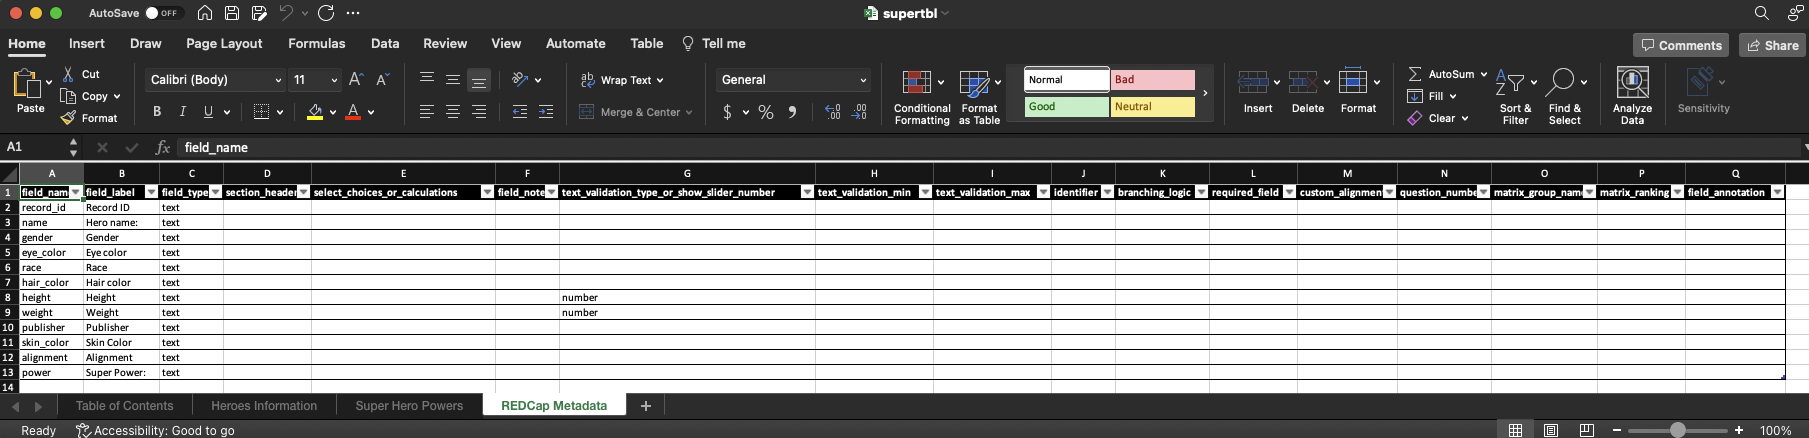 AutoSave OFF supertbl
Home Insert Draw Page Layout Formulas Data Review View Automate Table Tell me Comments Share
Paste Cut Copy Format
Calibri (Body) 11
B I U A A A
ab Wrap Text
Merge & Center
General
$ % 9 .00 .00
Conditional Formatting
Format as Table
Normal Bad
Good Neutral
Insert Delete Format
AutoSum
Fill
Clear
Sort & Filter
Find & Select
Analyze Data
Sensitivity
A1 fx field_name
A B C D E F G H I J K L M N O P Q
1 field_nam field_label field_type section_header select_choices_or_calculations field_note text_validation_type_or_show_slider_number text_validation_min text_validation_max identifier branching_logic required_field custom_alignmen question_numbe matrix_group_nam matrix_ranking field_annotation
2 record_id Record ID text
3 name Hero name: text
4 gender Gender text
5 eye_color Eye color text
6 race Race text
7 hair_color Hair color text
8 height Height text number
9 weight Weight text number
10 publisher Publisher text
11 skin_color Skin Color text
12 alignment Alignment text
13 power Super Power: text
14
Table of Contents Heroes Information Super Hero Powers REDCap Metadata +
Ready Accessibility: Good to go − + 100%